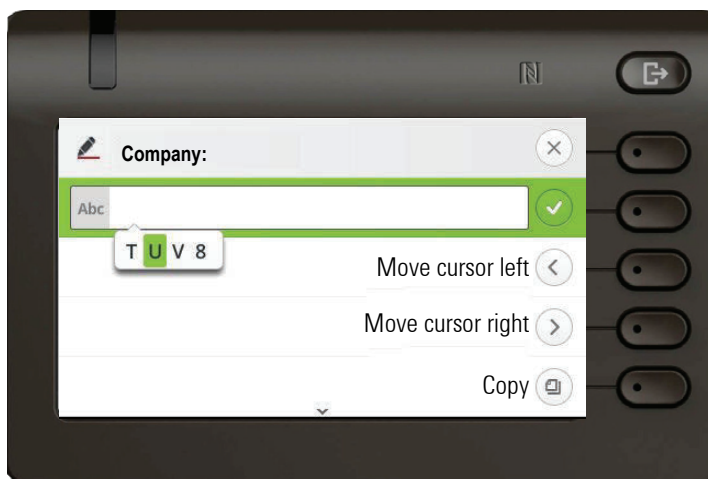 Company:
Abc
T U V 8
Move cursor left
Move cursor right
Copy